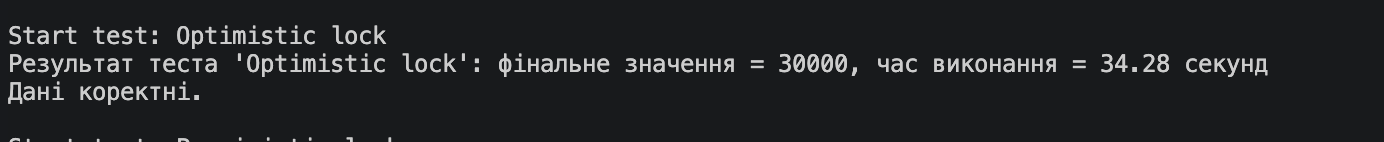 Start test: Optimistic lock
Результат теста 'Optimistic lock': фінальне значення = 30000, час виконання = 34.28 секунд
Дані коректні.